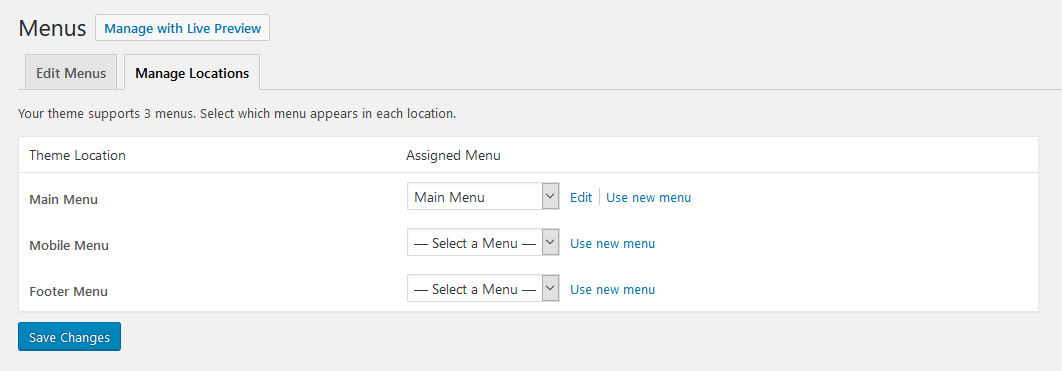 Menus Manage with Live Preview
Edit Menus Manage Locations
Your theme supports 3 menus. Select which menu appears in each location.
Theme Location Assigned Menu
Main Menu Main Menu Edit Use new menu
Mobile Menu — Select a Menu — Use new menu
Footer Menu — Select a Menu — Use new menu
Save Changes